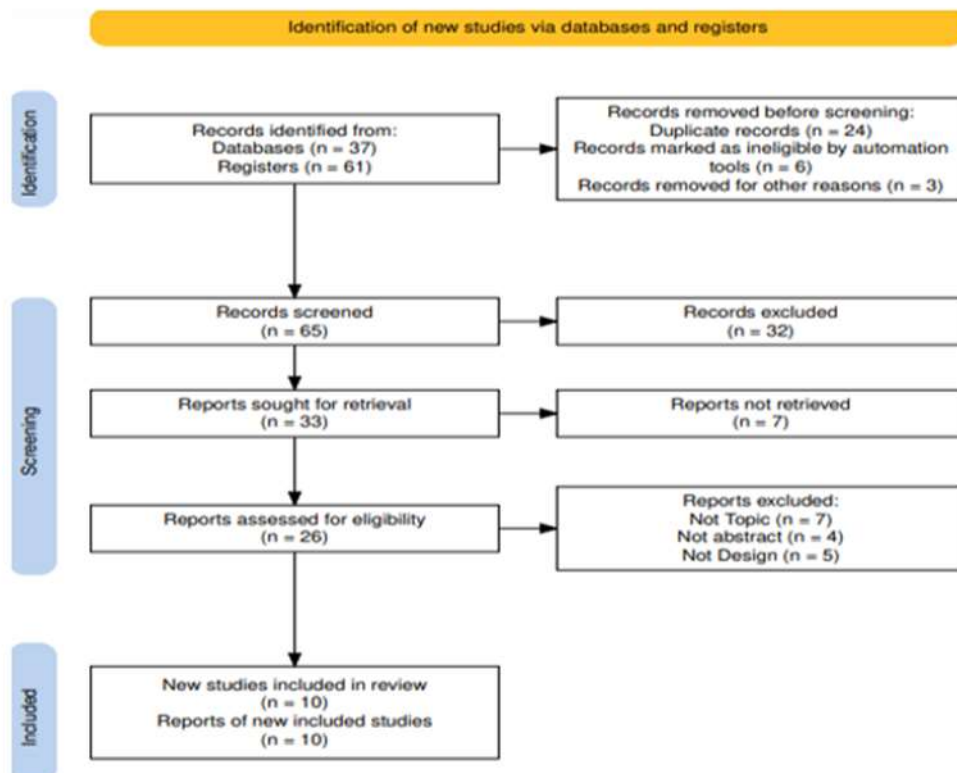 Identification of new studies via databases and registers
Identification
Records identified from:
Databases (n = 37)
Registers (n = 61)
Records removed before screening:
Duplicate records (n = 24)
Records marked as ineligible by automation
tools (n = 6)
Records removed for other reasons (n = 3)
Screening
Records screened
(n = 65)
Records excluded
(n = 32)
Reports sought for retrieval
(n = 33)
Reports not retrieved
(n = 7)
Reports assessed for eligibility
(n = 26)
Reports excluded:
Not Topic (n = 7)
Not abstract (n = 4)
Not Design (n = 5)
Included
New studies included in review
(n = 10)
Reports of new included studies
(n = 10)